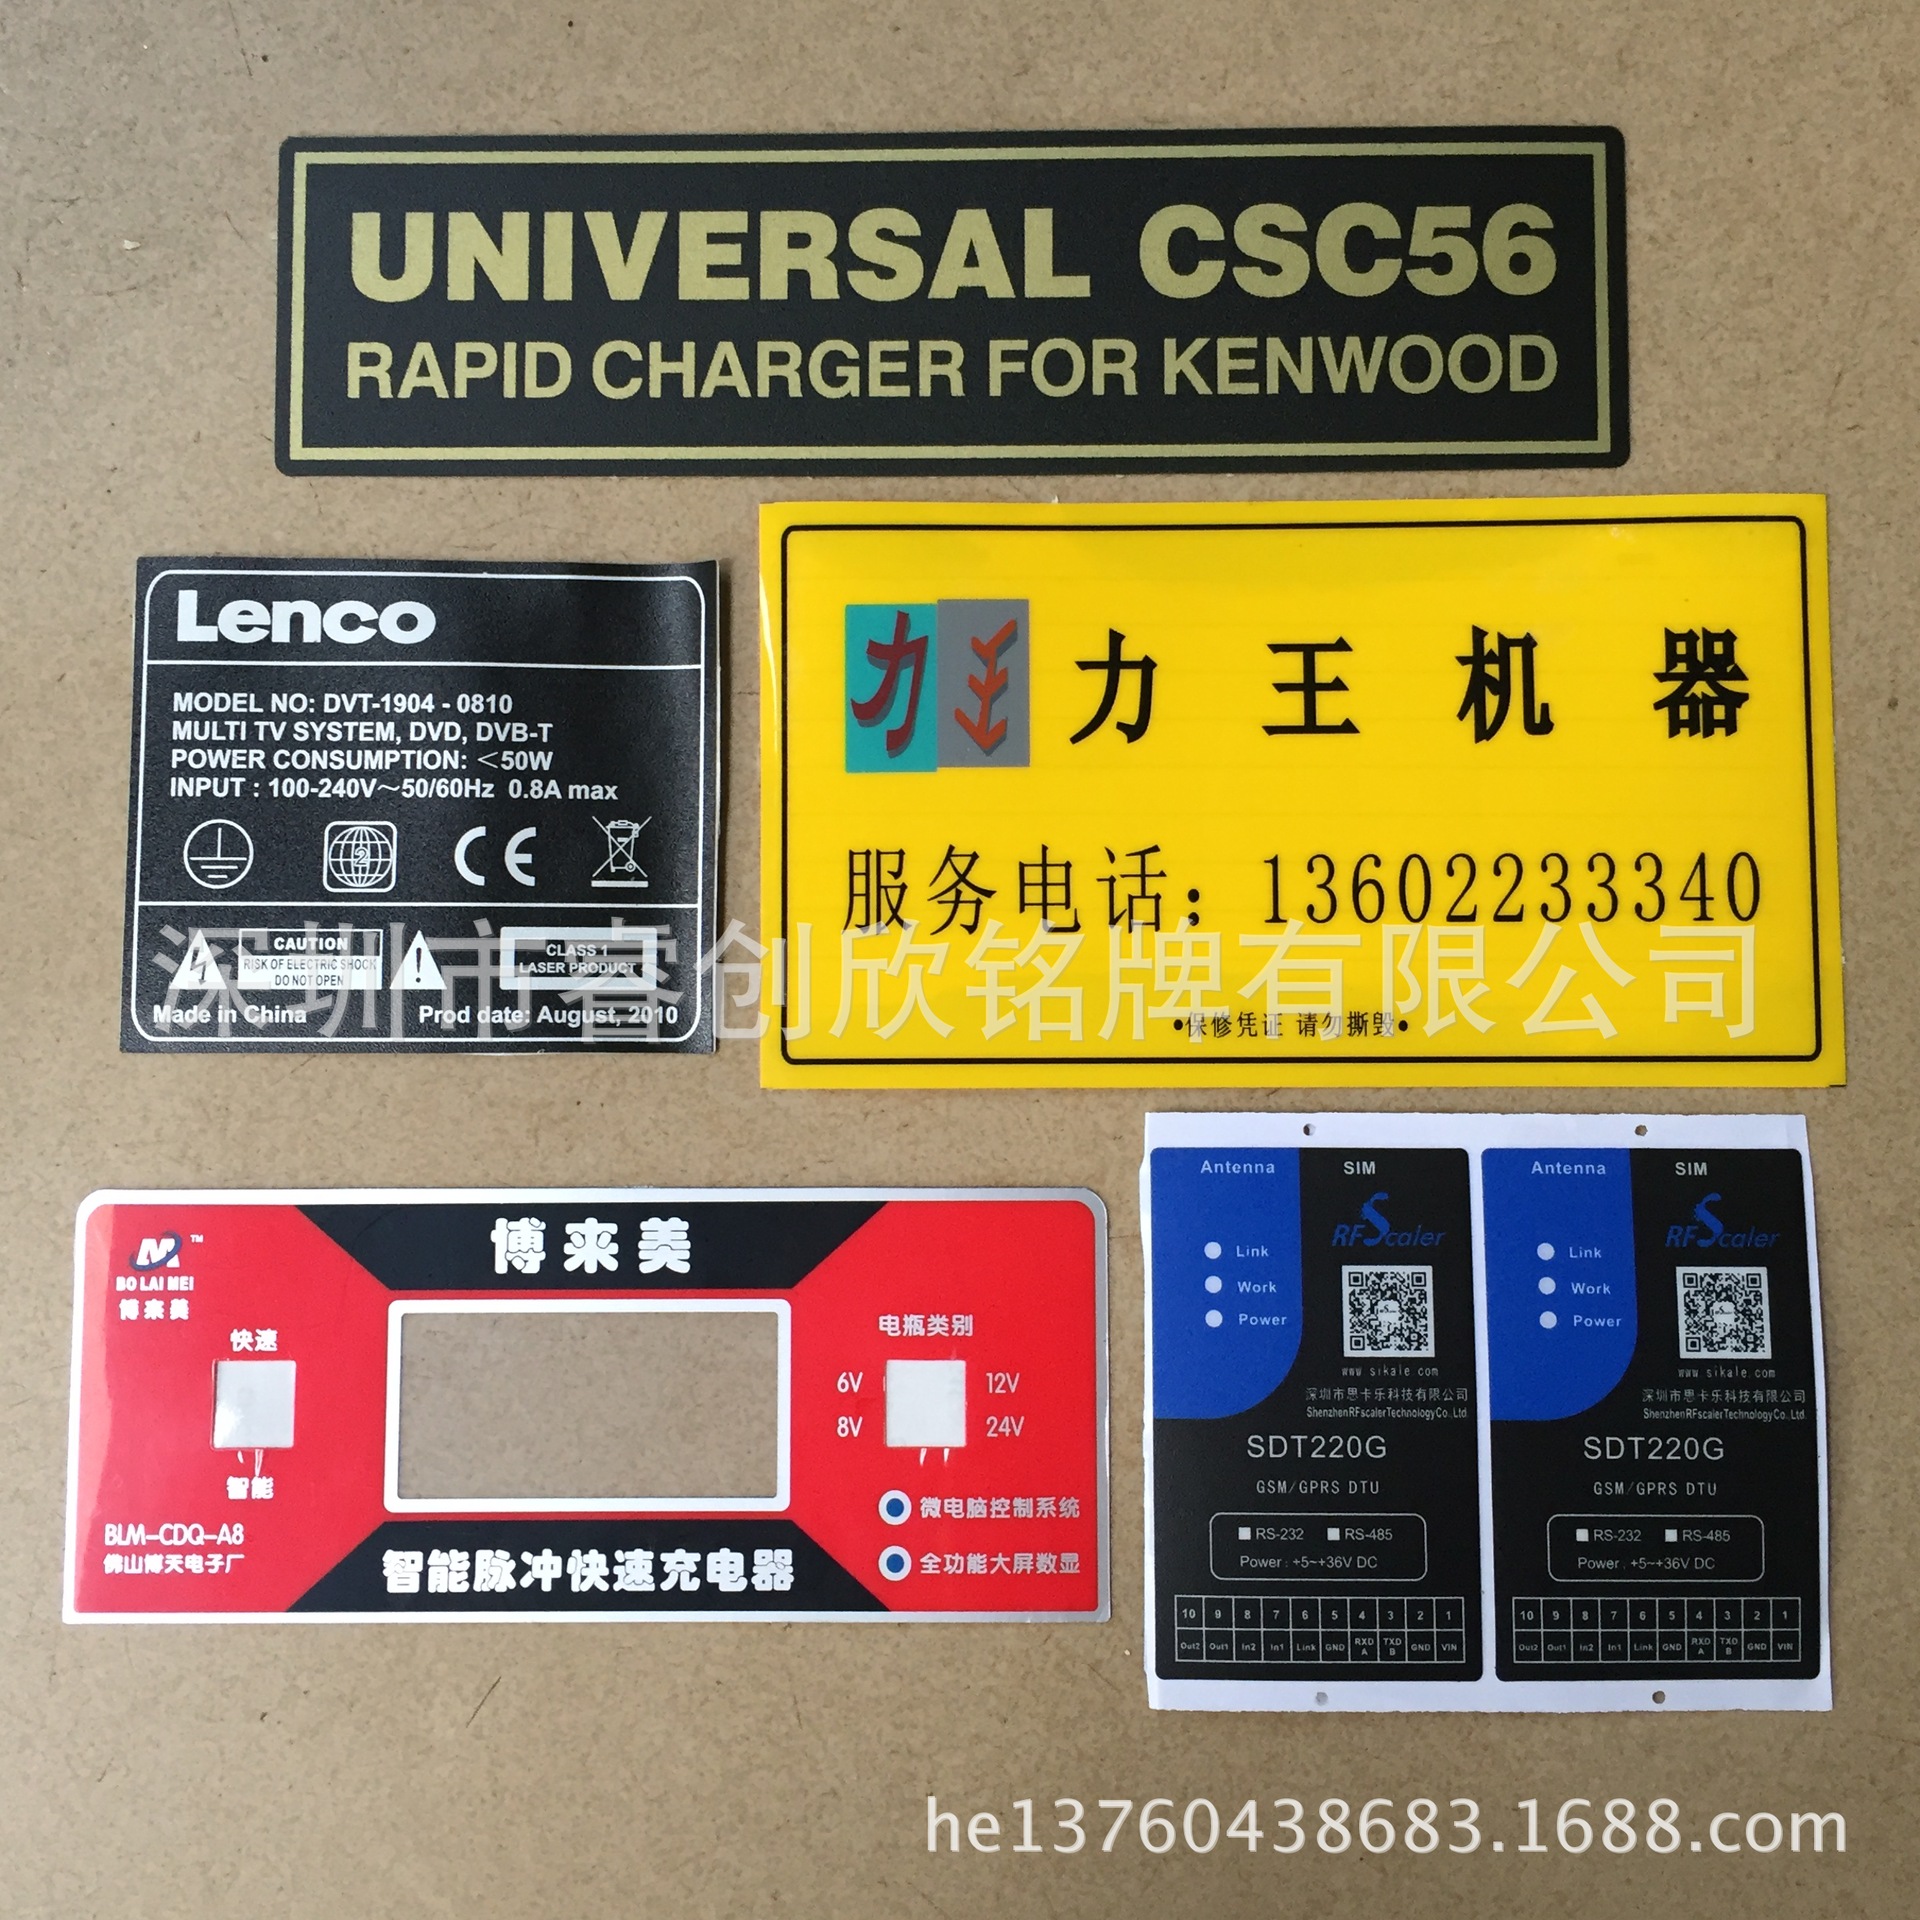 UNIVERSAL CSC56
RAPID CHARGER FOR KENWOOD
Lenco
MODEL NO: DVT-1904 - 0810
MULTI TV SYSTEM, DVD, DVB-T
POWER CONSUMPTION: <50W
INPUT : 100-240V~50/60Hz 0.8A max
2
CE
CAUTION
RISK OF ELECTRIC SHOCK
DO NOT OPEN
CLASS 1
LASER PRODUCT
Made in China Prod date: August, 2010
力王
力王机器
服务电话: 13602233340
•保修凭证 请勿撕毁•
深圳市睿创欣铭牌有限公司
M™
BO LAI MEI
博来美
博来美
快速
智能
电瓶类别
6V 12V
8V 24V
微电脑控制系统
全功能大屏数显
BLM-CDQ-A8
佛山博天电子厂
智能脉冲快速充电器
Antenna SIM
RFScaler
Link
Work
Power
www.sikale.com
深圳市思卡乐科技有限公司
ShenzhenRFscalerTechnologyCo.,Ltd.
SDT220G
GSM/GPRS DTU
RS-232 RS-485
Power : +5~+36V DC
10 9 8 7 6 5 4 3 2 1
Out2 Out1 In2 In1 Link GND RXD A TXD B GND VIN
Antenna SIM
RFScaler
Link
Work
Power
www.sikale.com
深圳市思卡乐科技有限公司
ShenzhenRFscalerTechnologyCo.,Ltd.
SDT220G
GSM/GPRS DTU
RS-232 RS-485
Power : +5~+36V DC
10 9 8 7 6 5 4 3 2 1
Out2 Out1 In2 In1 Link GND RXD A TXD B GND VIN
he13760438683.1688.com